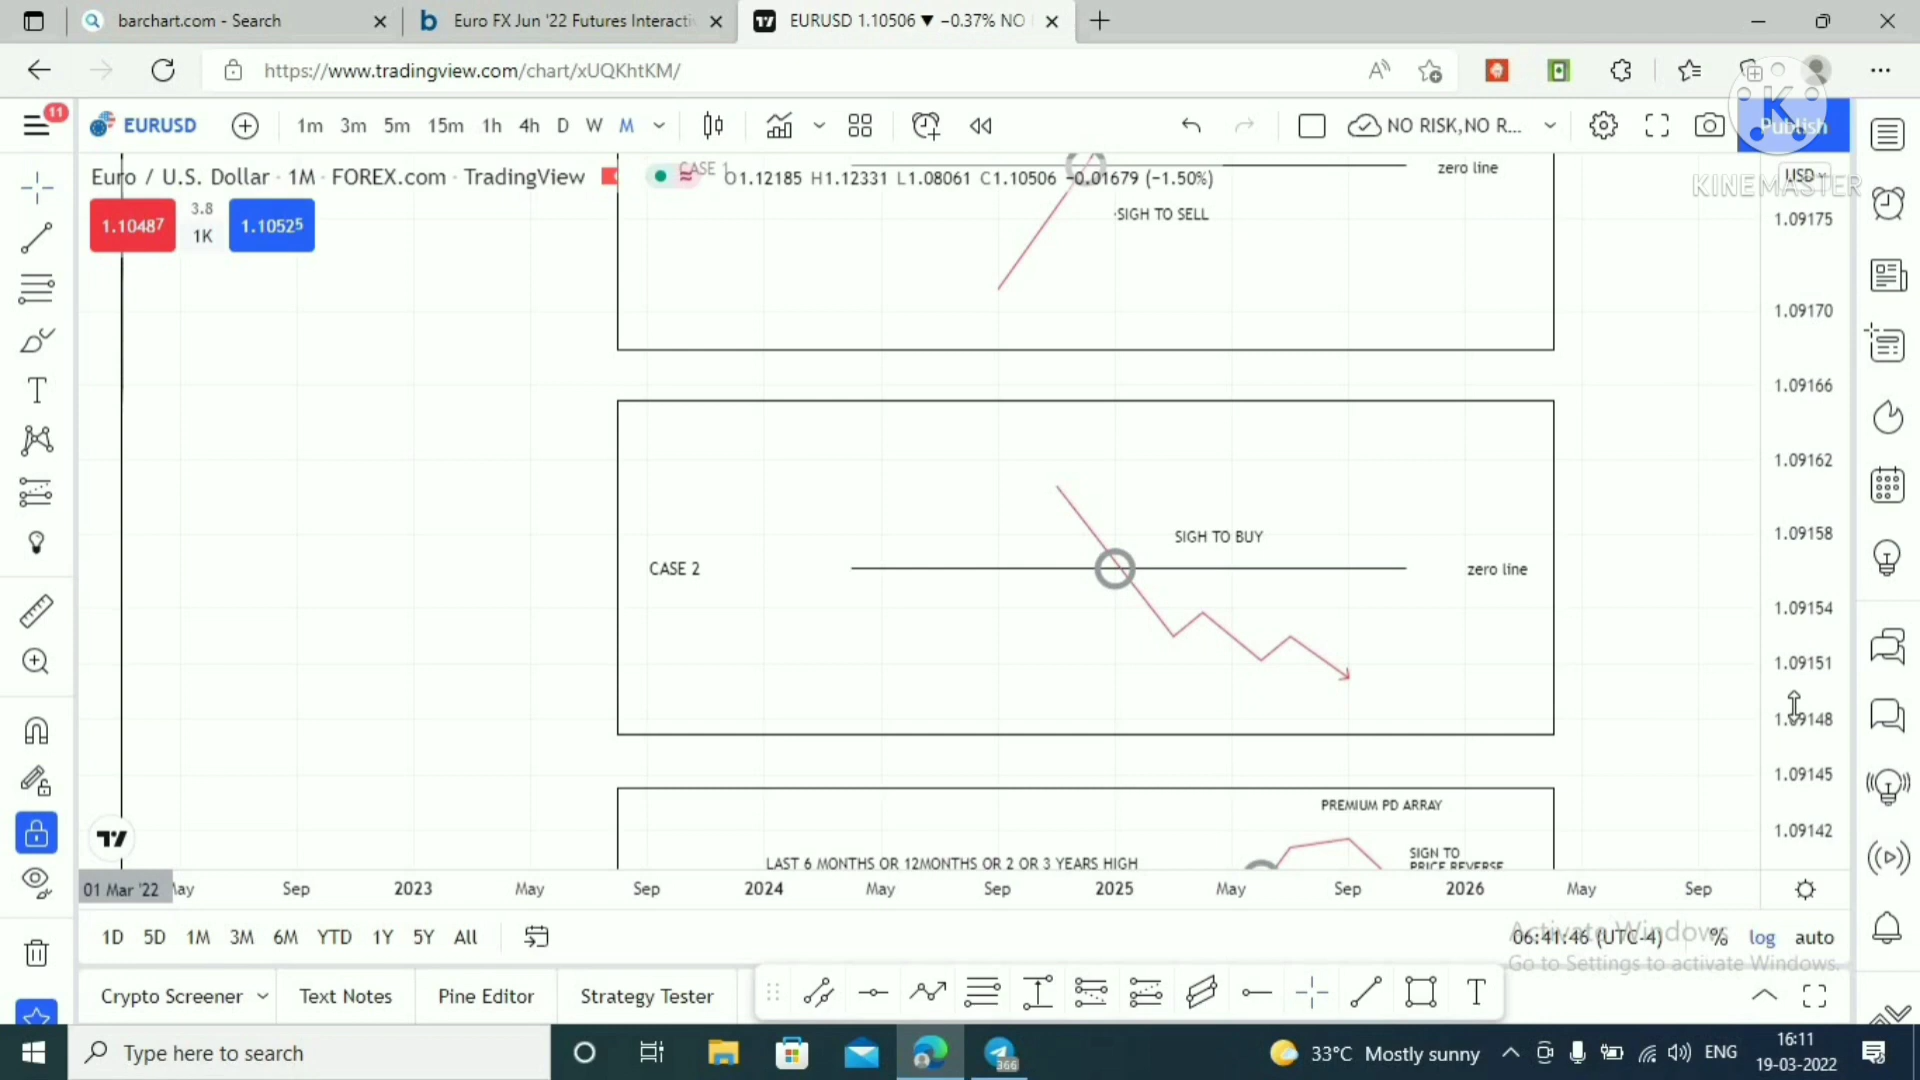 barchart.com - Search
Euro FX Jun '22 Futures Interacti
EURUSD 1.10506 ▼ −0.37% NO
https://www.tradingview.com/chart/xUQKhtKM/
11
EURUSD
1m 3m 5m 15m 1h 4h D W M
NO RISK,NO R...
Publish
K
KINEMASTER
Euro / U.S. Dollar · 1M · FOREX.com · TradingView
O1.12185 H1.12331 L1.08061 C1.10506 −0.01679 (−1.50%)
USD
1.10487
3.8
1K
1.10525
CASE 1
zero line
·SIGH TO SELL
CASE 2
SIGH TO BUY
zero line
PREMIUM PD ARRAY
LAST 6 MONTHS OR 12MONTHS OR 2 OR 3 YEARS HIGH
SIGN TO
PRICE REVERSE
1.09175
1.09170
1.09166
1.09162
1.09158
1.09154
1.09151
1.09148
1.09145
1.09142
01 Mar '22 May Sep 2023 May Sep 2024 May Sep 2025 May Sep 2026 May Sep
1D 5D 1M 3M 6M YTD 1Y 5Y All
06:41:46 (UTC-4) % log auto
Activate Windows
Go to Settings to activate Windows.
Crypto Screener Text Notes Pine Editor Strategy Tester
Type here to search
366
33°C Mostly sunny
ENG
16:11
19-03-2022